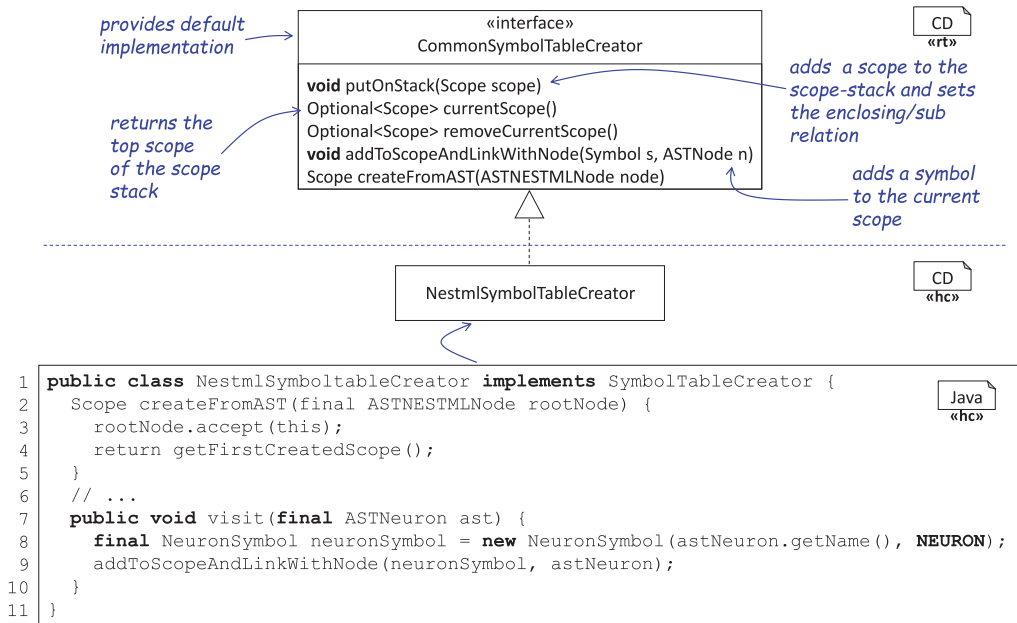 provides default
implementation
«interface»
CommonSymbolTableCreator
CD
«rt»
void putOnStack(Scope scope)
Optional<Scope> currentScope()
Optional<Scope> removeCurrentScope()
void addToScopeAndLinkWithNode(Symbol s, ASTNode n)
Scope createFromAST(ASTNESTMLNode node)
adds a scope to the
scope-stack and sets
the enclosing/sub
relation
returns the
top scope
of the scope
stack
adds a symbol
to the current
scope
NestmlSymbolTableCreator
CD
«hc»
Java
«hc»
1 public class NestmlSymboltableCreator implements SymbolTableCreator {
2 Scope createFromAST(final ASTNESTMLNode rootNode) {
3 rootNode.accept(this);
4 return getFirstCreatedScope();
5 }
6 // ...
7 public void visit(final ASTNeuron ast) {
8 final NeuronSymbol neuronSymbol = new NeuronSymbol(astNeuron.getName(), NEURON);
9 addToScopeAndLinkWithNode(neuronSymbol, astNeuron);
10 }
11 }